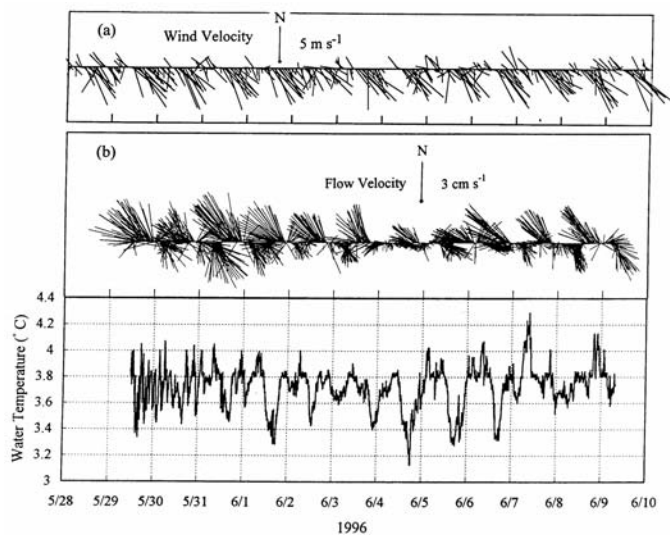 (a) Wind Velocity N 5 m s⁻¹
(b) N
Flow Velocity 3 cm s⁻¹
Water Temperature (˚C)
4.4
4.2
4
3.8
3.6
3.4
3.2
3
5/28 5/29 5/30 5/31 6/1 6/2 6/3 6/4 6/5 6/6 6/7 6/8 6/9 6/10
1996